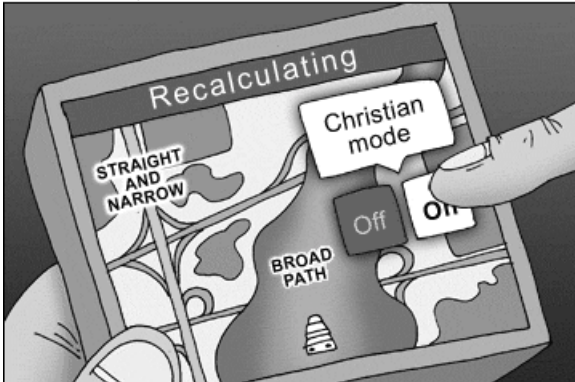 Recalculating
Christian
mode
STRAIGHT
AND
NARROW
Off
On
BROAD
PATH